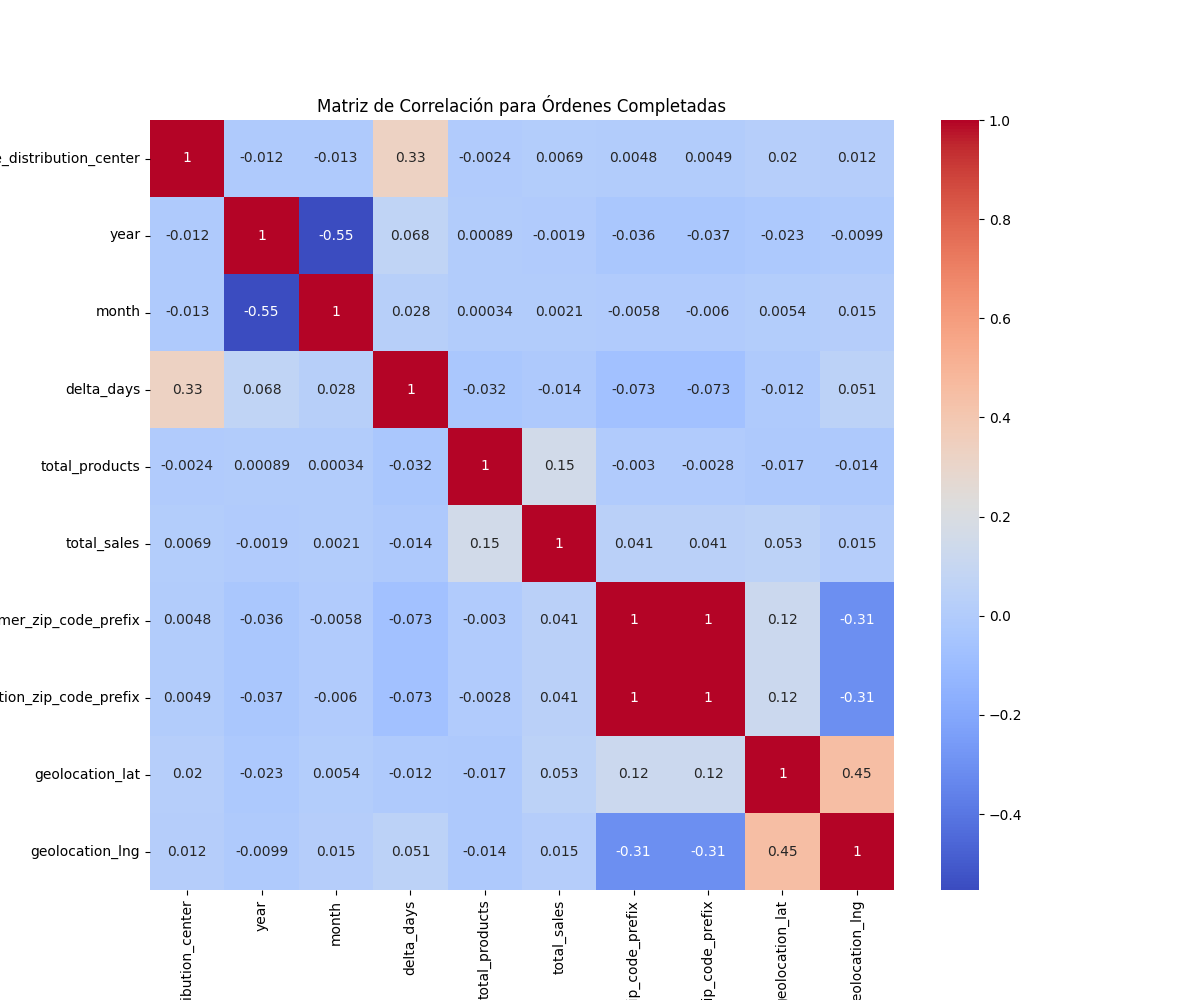 Matriz de Correlación para Órdenes Completadas
e_distribution_center 1 -0.012 -0.013 0.33 -0.0024 0.0069 0.0048 0.0049 0.02 0.012
year -0.012 1 -0.55 0.068 0.00089 -0.0019 -0.036 -0.037 -0.023 -0.0099
month -0.013 -0.55 1 0.028 0.00034 0.0021 -0.0058 -0.006 0.0054 0.015
delta_days 0.33 0.068 0.028 1 -0.032 -0.014 -0.073 -0.073 -0.012 0.051
total_products -0.0024 0.00089 0.00034 -0.032 1 0.15 -0.003 -0.0028 -0.017 -0.014
total_sales 0.0069 -0.0019 0.0021 -0.014 0.15 1 0.041 0.041 0.053 0.015
mer_zip_code_prefix 0.0048 -0.036 -0.0058 -0.073 -0.003 0.041 1 1 0.12 -0.31
tion_zip_code_prefix 0.0049 -0.037 -0.006 -0.073 -0.0028 0.041 1 1 0.12 -0.31
geolocation_lat 0.02 -0.023 0.0054 -0.012 -0.017 0.053 0.12 0.12 1 0.45
geolocation_lng 0.012 -0.0099 0.015 0.051 -0.014 0.015 -0.31 -0.31 0.45 1
ribution_center
year
month
delta_days
total_products
total_sales
ip_code_prefix
ip_code_prefix
geolocation_lat
eolocation_lng
1.0
0.8
0.6
0.4
0.2
0.0
−0.2
−0.4